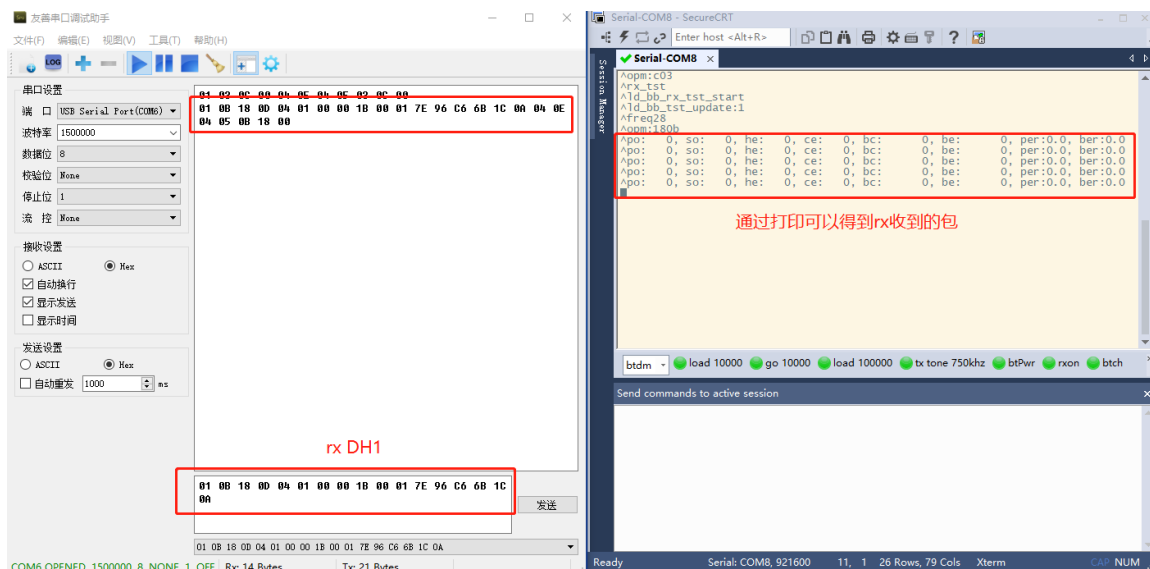 友善串口调试助手
文件(F) 编辑(E) 视图(V) 工具(T) 帮助(H)
LOG
串口设置
端 口 USB Serial Port(COM6)
波特率 1500000
数据位 8
校验位 None
停止位 1
流 控 None
接收设置
ASCII Hex
自动换行
显示发送
显示时间
发送设置
ASCII Hex
自动重发 1000 ms
01 03 0C 00 04 05 04 05 03 0C 00
01 0B 18 0D 04 01 00 00 1B 00 01 7E 96 C6 6B 1C 0A 04 0E
04 05 0B 18 00
rx DH1
01 0B 18 0D 04 01 00 00 1B 00 01 7E 96 C6 6B 1C
0A
发送
01 0B 18 0D 04 01 00 00 1B 00 01 7E 96 C6 6B 1C 0A
COM6 OPENED, 1500000, 8, NONE, 1, OFF Rx: 14 Bytes Tx: 21 Bytes
Serial-COM8 - SecureCRT
Enter host <Alt+R>
Session Manager
Serial-COM8
^opm:c03
^rx_tst
^ld_bb_rx_tst_start
^ld_bb_tst_update:1
^freq28
^opm:180b
^po: 0, so: 0, he: 0, ce: 0, bc: 0, be: 0, per:0.0, ber:0.0
^po: 0, so: 0, he: 0, ce: 0, bc: 0, be: 0, per:0.0, ber:0.0
^po: 0, so: 0, he: 0, ce: 0, bc: 0, be: 0, per:0.0, ber:0.0
^po: 0, so: 0, he: 0, ce: 0, bc: 0, be: 0, per:0.0, ber:0.0
^po: 0, so: 0, he: 0, ce: 0, bc: 0, be: 0, per:0.0, ber:0.0
通过打印可以得到rx收到的包
btdm load 10000 go 10000 load 100000 tx tone 750khz btPwr rxon btch
Send commands to active session
Ready Serial: COM8, 921600 11, 1 26 Rows, 79 Cols Xterm CAP NUM